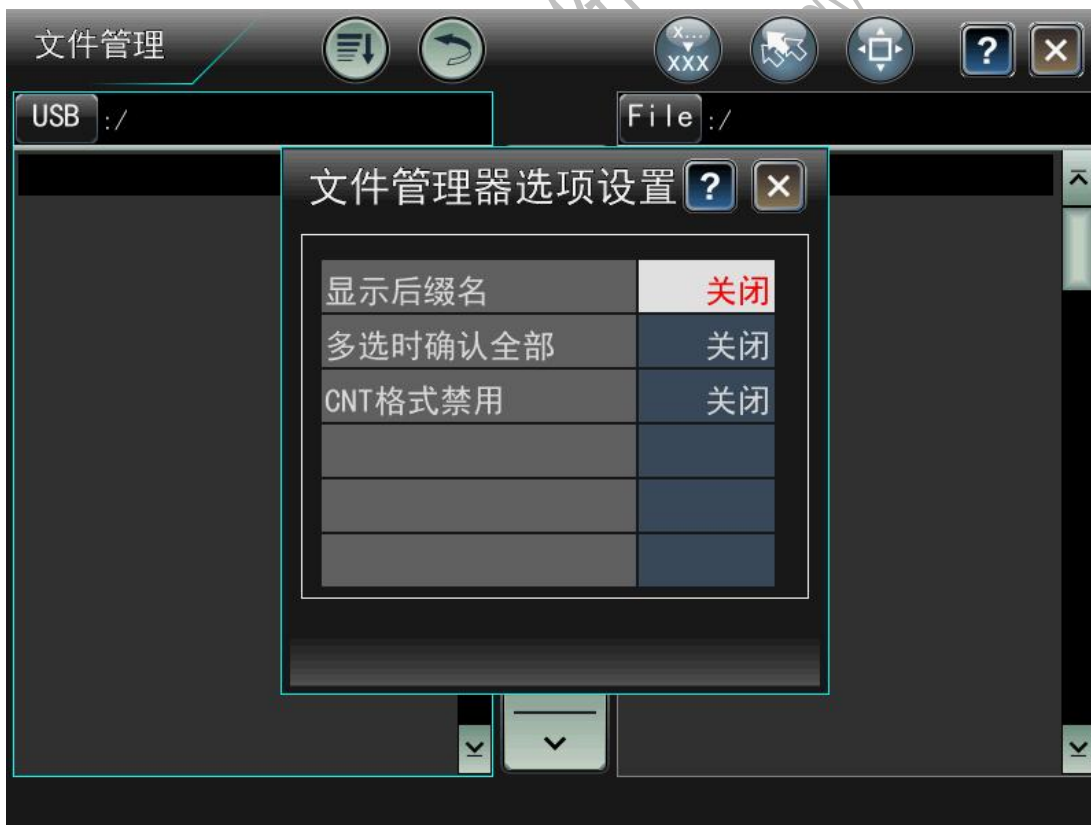 文件管理
X...
XXX
?
USB :/
File :/
文件管理器选项设置 ?
显示后缀名 关闭
多选时确认全部 关闭
CNT格式禁用 关闭